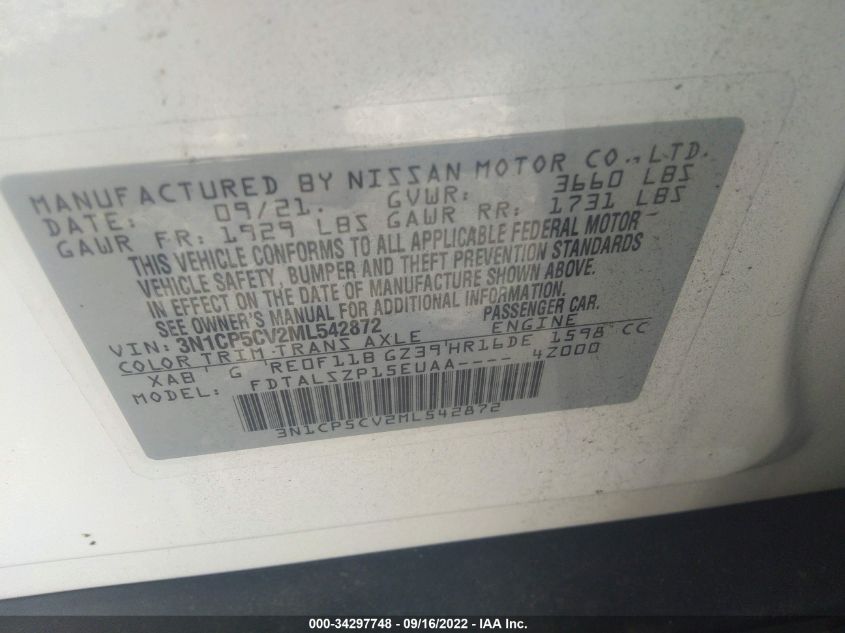 MANUFACTURED BY NISSAN MOTOR CO., LTD.
DATE: 09/21. GVWR: 3660 LBS
GAWR FR: 1929 LBS GAWR RR: 1731 LBS
THIS VEHICLE CONFORMS TO ALL APPLICABLE FEDERAL MOTOR
VEHICLE SAFETY, BUMPER AND THEFT PREVENTION STANDARDS
IN EFFECT ON THE DATE OF MANUFACTURE SHOWN ABOVE.
SEE OWNER'S MANUAL FOR ADDITIONAL INFORMATION.
VIN: 3N1CP5CV2ML542872 PASSENGER CAR.
COLOR TRIM TRANS AXLE ENGINE
XAB G RE0F11B GZ39 HR16DE 1598 CC
MODEL: FDTALSZP15EUAA---- 4Z000
3N1CP5CV2ML542872
000-34297748 - 09/16/2022 - IAA Inc.